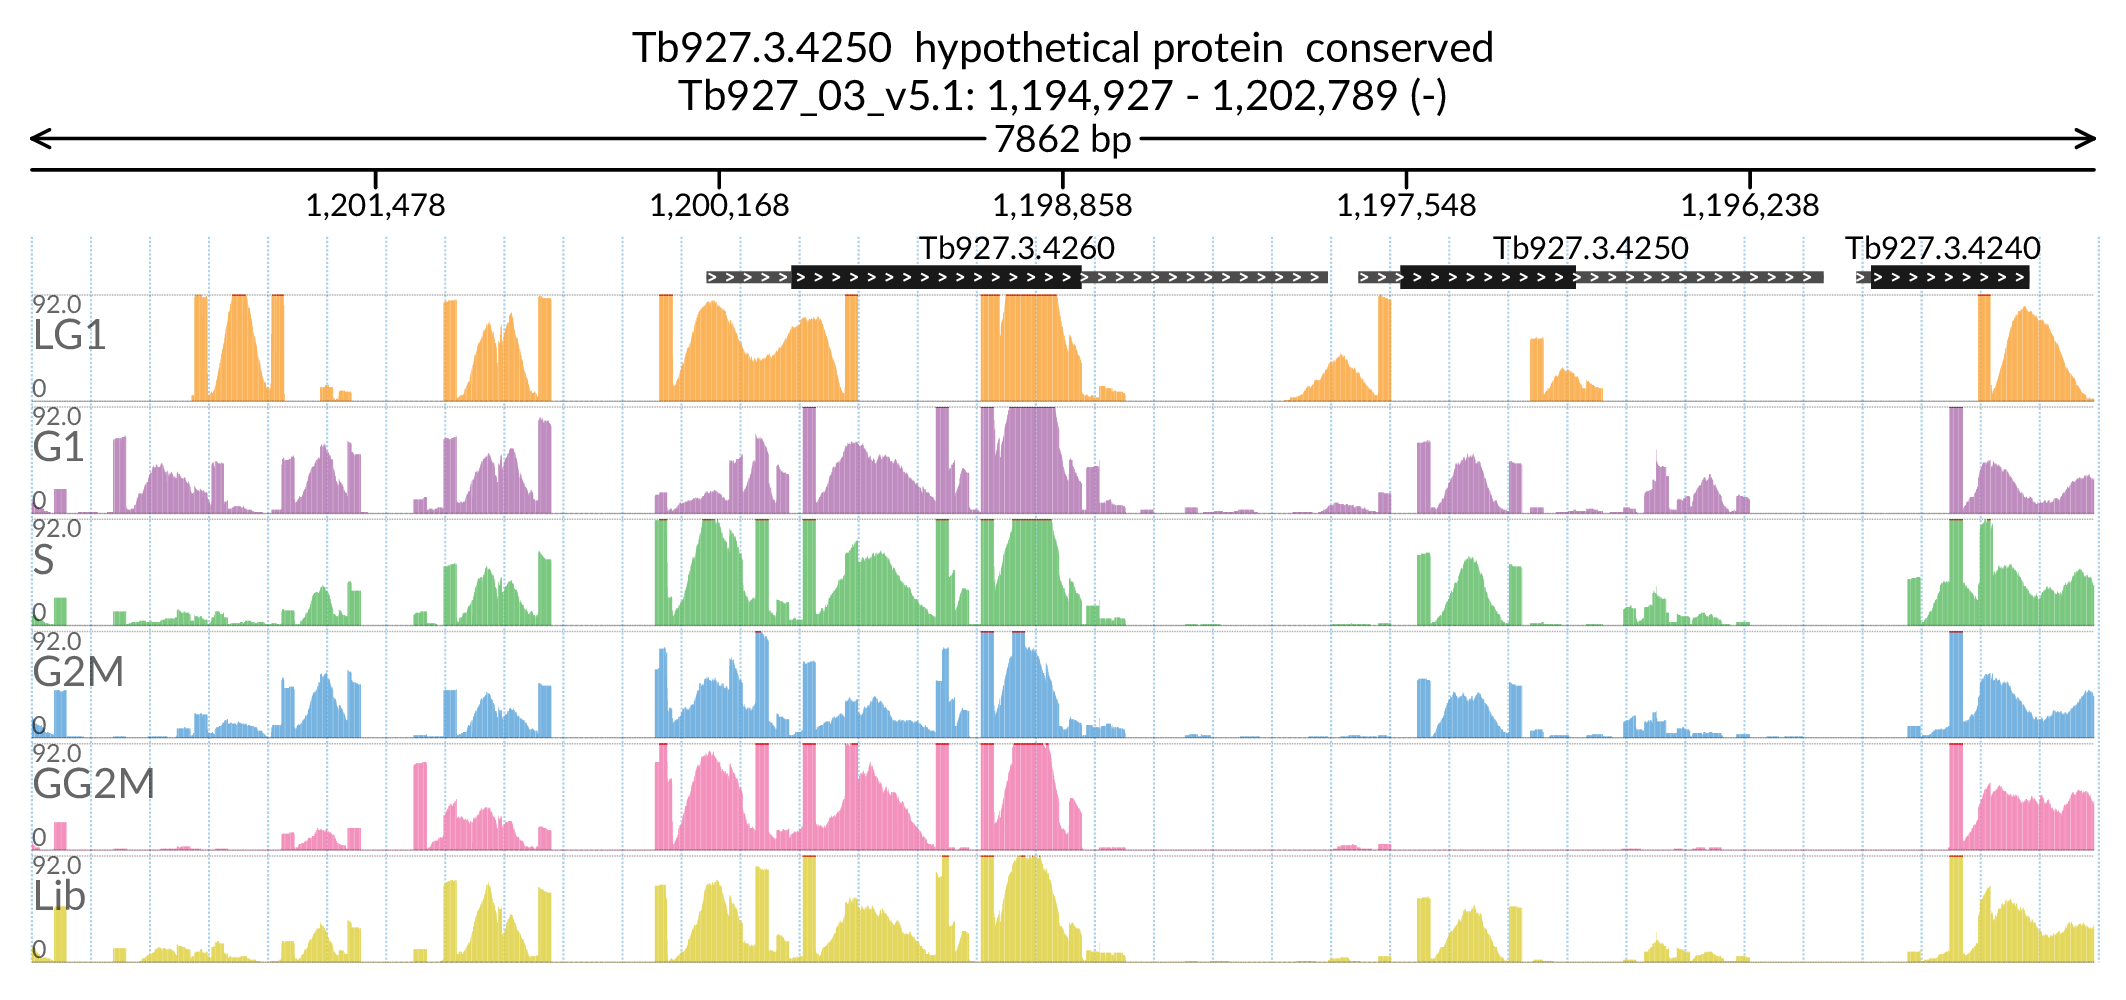 Tb927.3.4250 hypothetical protein conserved
Tb927_03_v5.1: 1,194,927 - 1,202,789 (-)
7862 bp
1,201,478 1,200,168 1,198,858 1,197,548 1,196,238
Tb927.3.4260 Tb927.3.4250 Tb927.3.4240
92.0
LG1
0
92.0
G1
0
92.0
S
0
92.0
G2M
0
92.0
GG2M
0
92.0
Lib
0